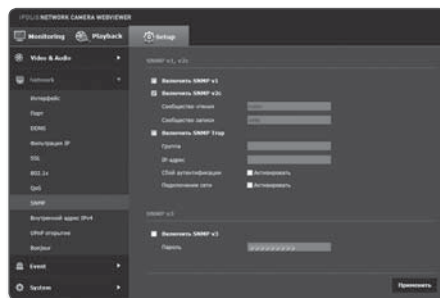 iPOLiS NETWORK CAMERA WEBVIEWER
Monitoring
Playback
Setup
Video & Audio
Network
Интерфейс
Порт
DDNS
Фильтрация IP
SSL
802.1x
QoS
SNMP
Внутренний адрес IPv4
UPnP открытие
Bonjour
Event
System
SNMP v1, v2c
Включить SNMP v1
Включить SNMP v2c
Сообщество чтения
Сообщество записи
Включить SNMP Trap
Группа
IP адрес
Сбой аутентификации
Активировать
Подключение сети
Активировать
SNMP v3
Включить SNMP v3
Пароль
Применить